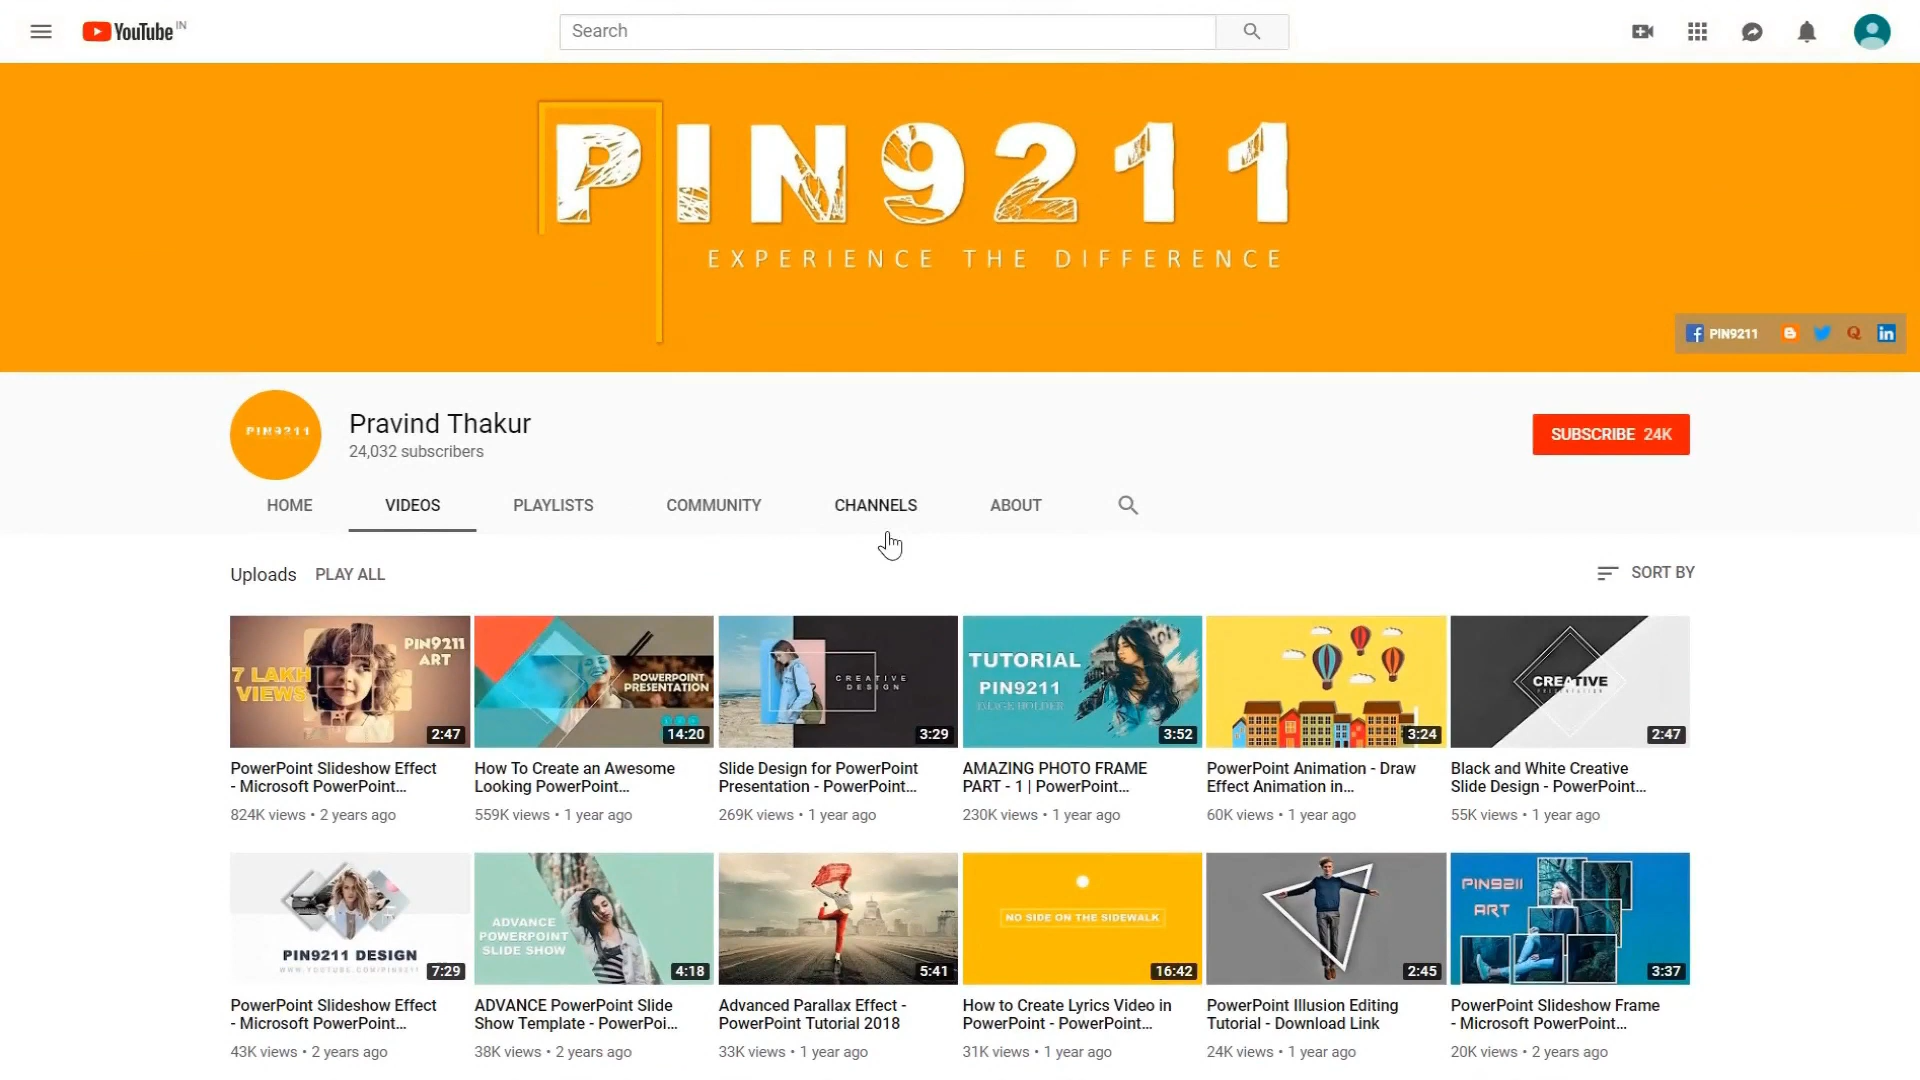 YouTube IN
Search
PIN9211
EXPERIENCE THE DIFFERENCE
PIN9211
PIN9211
Pravind Thakur
24,032 subscribers
SUBSCRIBE 24K
HOME VIDEOS PLAYLISTS COMMUNITY CHANNELS ABOUT
Uploads PLAY ALL
SORT BY
7 LAKH
VIEWS
PIN9211
ART
2:47
POWERPOINT
PRESENTATION
14:20
CREATIVE
DESIGN
3:29
TUTORIAL
PIN9211
3:52
3:24
CREATIVE
2:47
PowerPoint Slideshow Effect
- Microsoft PowerPoint...
824K views • 2 years ago
How To Create an Awesome
Looking PowerPoint...
559K views • 1 year ago
Slide Design for PowerPoint
Presentation - PowerPoint...
269K views • 1 year ago
AMAZING PHOTO FRAME
PART - 1 | PowerPoint...
230K views • 1 year ago
PowerPoint Animation - Draw
Effect Animation in...
60K views • 1 year ago
Black and White Creative
Slide Design - PowerPoint...
55K views • 1 year ago
PIN9211 DESIGN
WWW.YOUTUBE.COM/PIN9211
7:29
ADVANCE
POWERPOINT
SLIDE SHOW
4:18
5:41
NO SIDE ON THE SIDEWALK
16:42
2:45
PIN9211
ART
3:37
PowerPoint Slideshow Effect
- Microsoft PowerPoint...
43K views • 2 years ago
ADVANCE PowerPoint Slide
Show Template - PowerPoi...
38K views • 2 years ago
Advanced Parallax Effect -
PowerPoint Tutorial 2018
33K views • 1 year ago
How to Create Lyrics Video in
PowerPoint - PowerPoint...
31K views • 1 year ago
PowerPoint Illusion Editing
Tutorial - Download Link
24K views • 1 year ago
PowerPoint Slideshow Frame
- Microsoft PowerPoint...
20K views • 2 years ago